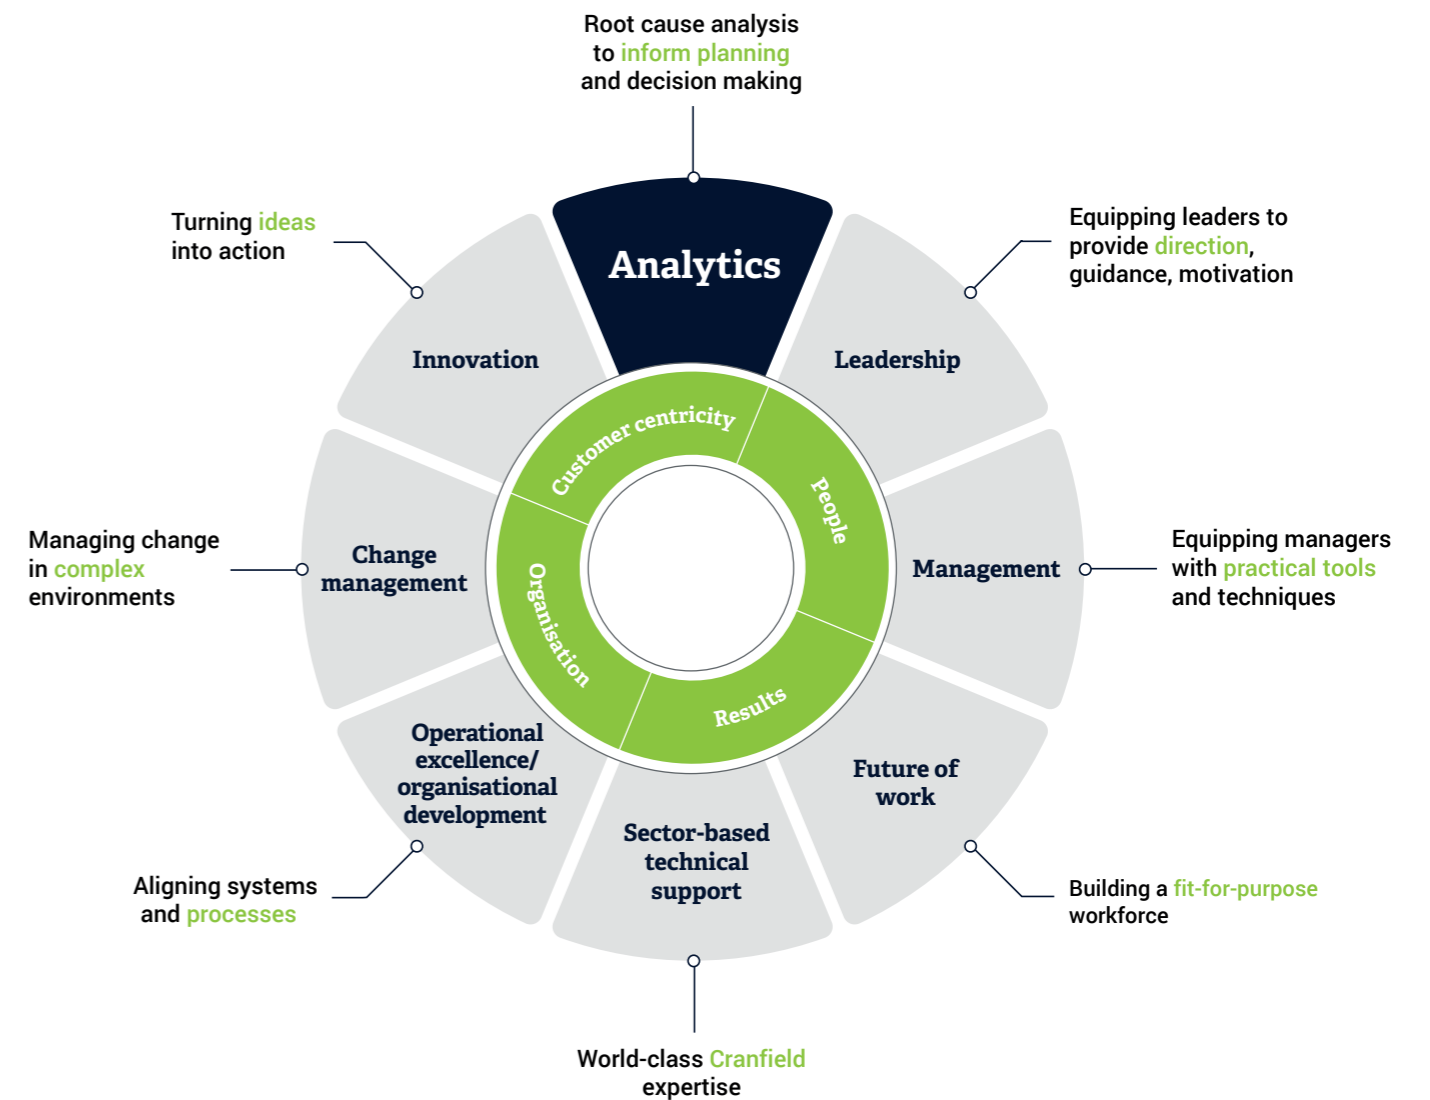 Root cause analysis
to inform planning
and decision making
Analytics
Equipping leaders to
provide direction,
guidance, motivation
Leadership
Equipping managers
with practical tools
and techniques
Management
Building a fit-for-purpose
workforce
Future of
work
World-class Cranfield
expertise
Sector-based
technical
support
Aligning systems
and processes
Operational
excellence/
organisational
development
Managing change
in complex
environments
Change
management
Turning ideas
into action
Innovation
Customer centricity
People
Results
Organisation